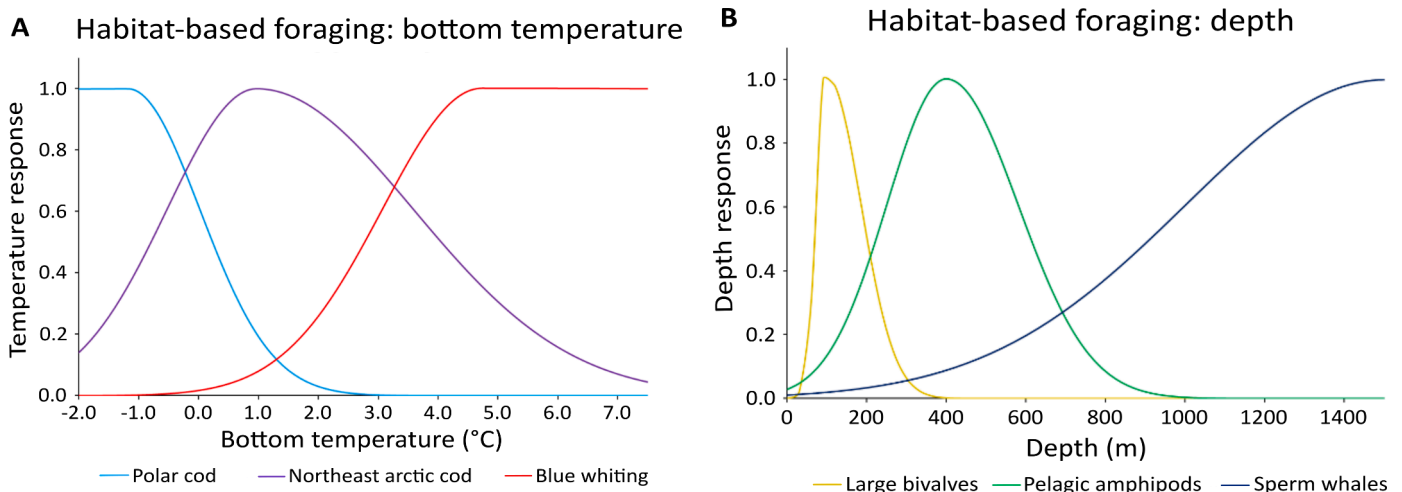 A
Habitat-based foraging: bottom temperature
Temperature response
1.0
0.8
0.6
0.4
0.2
0.0
-2.0 -1.0 0.0 1.0 2.0 3.0 4.0 5.0 6.0 7.0
Bottom temperature (°C)
Polar cod Northeast arctic cod Blue whiting
B
Habitat-based foraging: depth
Depth response
1.0
0.8
0.6
0.4
0.2
0.0
0 200 400 600 800 1000 1200 1400
Depth (m)
Large bivalves Pelagic amphipods Sperm whales